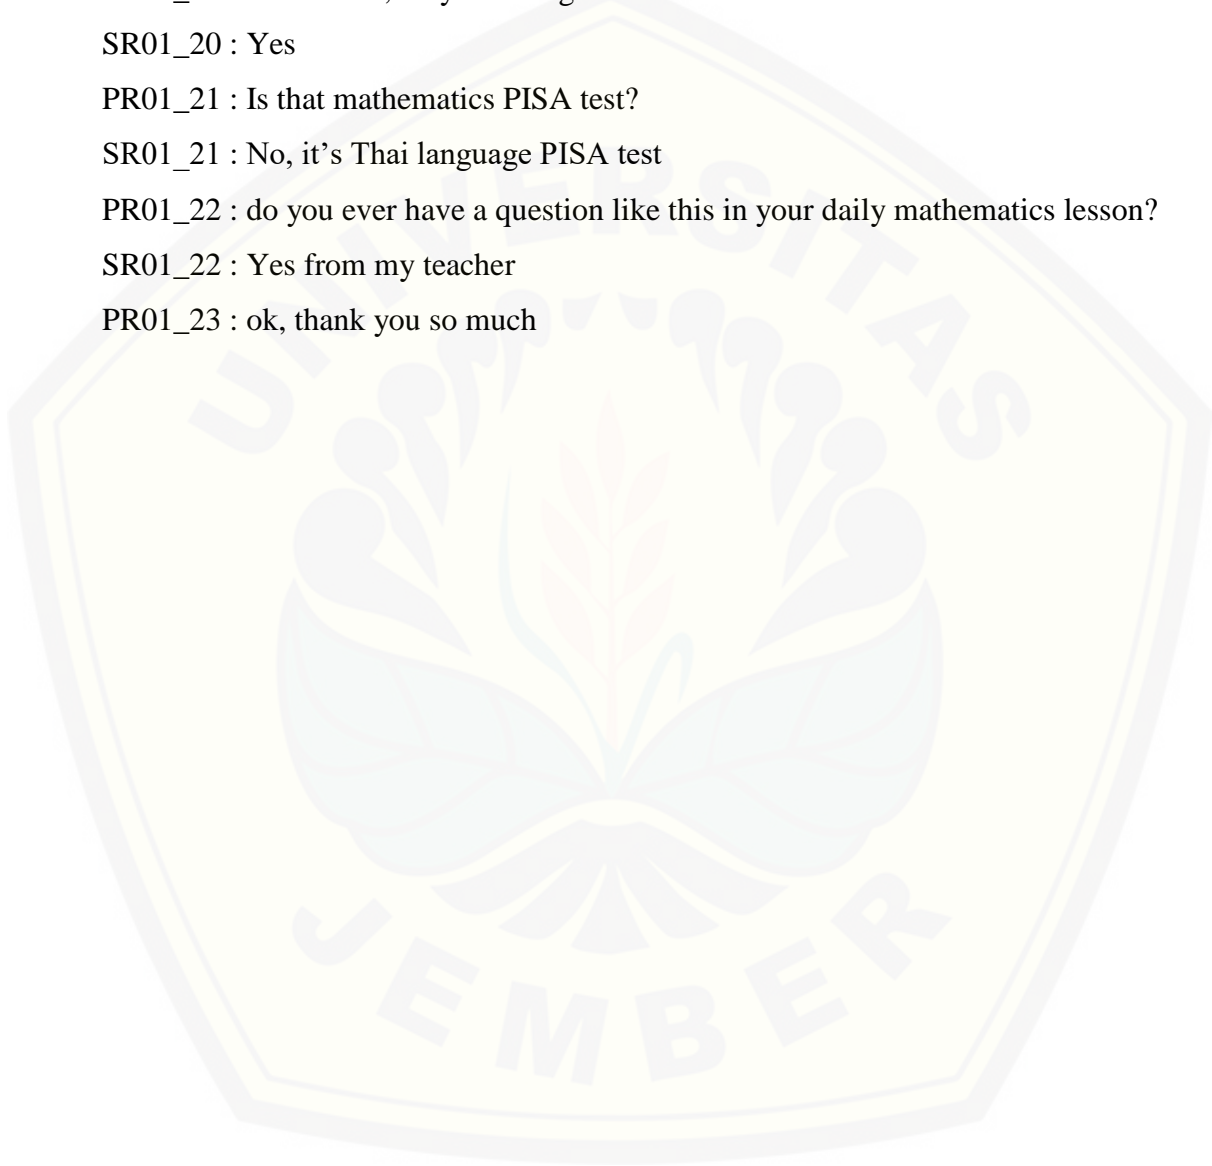 SR01_20 : Yes
PR01_21 : Is that mathematics PISA test?
SR01_21 : No, it’s Thai language PISA test
PR01_22 : do you ever have a question like this in your daily mathematics lesson?
SR01_22 : Yes from my teacher
PR01_23 : ok, thank you so much
UNIVERSITAS
JEMBER